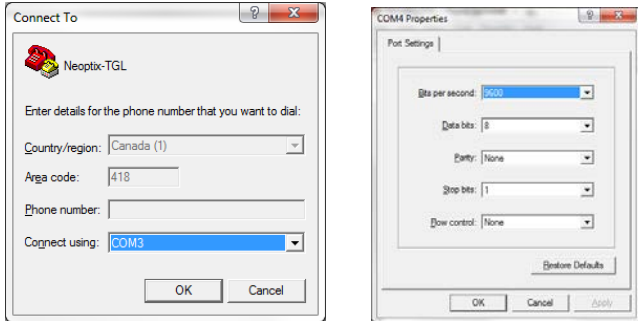 Connect To
Neoptix-TGL
Enter details for the phone number that you want to dial:
Country/region: Canada (1)
Area code: 418
Phone number:
Connect using: COM3
OK Cancel
COM4 Properties
Port Settings
Bits per second: 9600
Data bits: 8
Parity: None
Stop bits: 1
Flow control: None
Restore Defaults
OK Cancel Apply